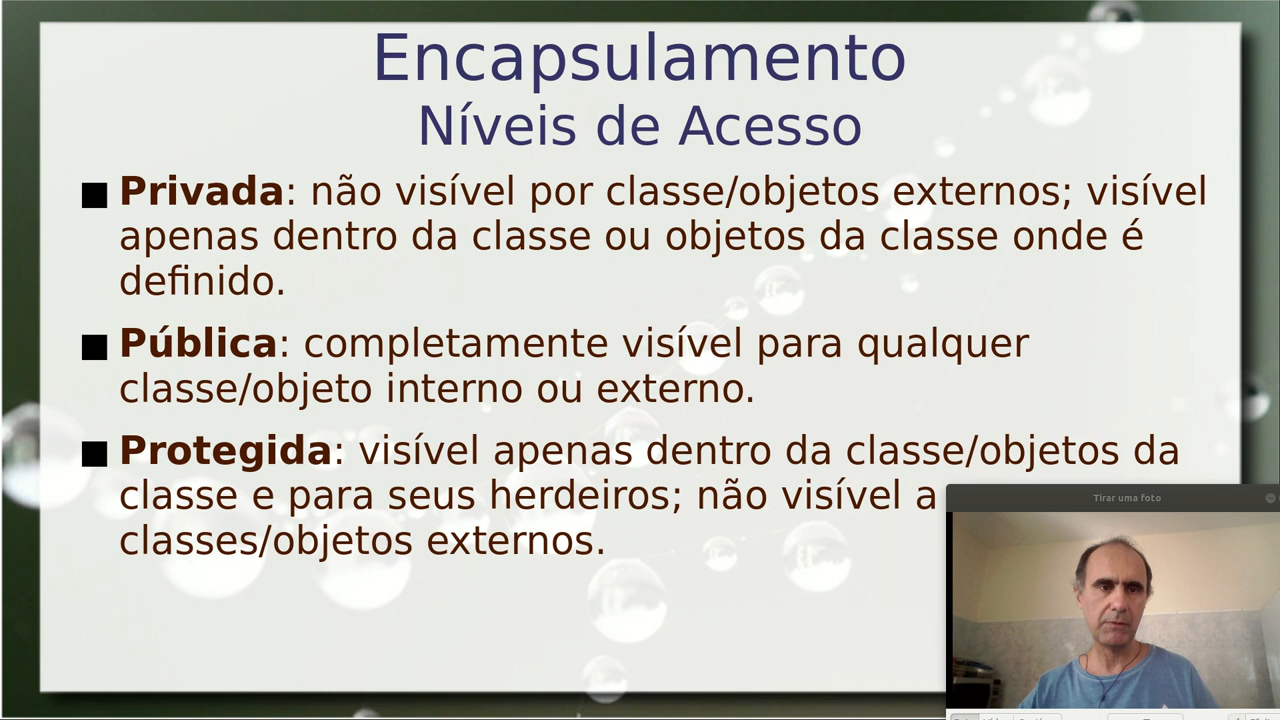 Encapsulamento
Níveis de Acesso
■ Privada: não visível por classe/objetos externos; visível
apenas dentro da classe ou objetos da classe onde é
definido.
■ Pública: completamente visível para qualquer
classe/objeto interno ou externo.
■ Protegida: visível apenas dentro da classe/objetos da
classe e para seus herdeiros; não visível a
classes/objetos externos.
Tirar uma foto